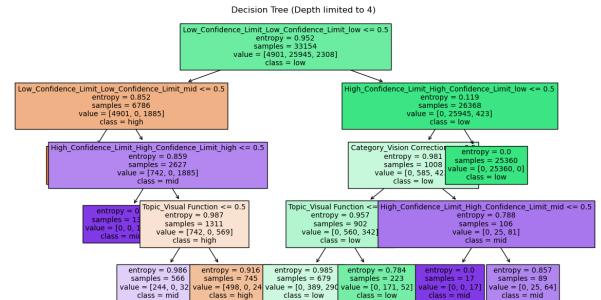 Decision Tree (Depth limited to 4)
Low_Confidence_Limit_Low_Confidence_Limit_low <= 0.5
entropy = 0.952
samples = 33154
value = [4901, 25945, 2308]
class = low
Low_Confidence_Limit_Low_Confidence_Limit_mid <= 0.5
entropy = 0.852
samples = 6786
value = [4901, 0, 1885]
class = high
High_Confidence_Limit_High_Confidence_Limit_low <= 0.5
entropy = 0.119
samples = 26368
value = [0, 25945, 423]
class = low
High_Confidence_Limit_High_Confidence_Limit_high <= 0.5
entropy = 0.859
samples = 2627
value = [742, 0, 1885]
class = mid
Category_Vision Correction
entropy = 0.981
samples = 1008
value = [0, 585, 42
class = low
entropy = 0.0
samples = 25360
value = [0, 25360, 0]
class = low
entropy = 0.
samples = 13
value = [0, 0, 1
class = mi
Topic_Visual Function <= 0.5
entropy = 0.987
samples = 1311
value = [742, 0, 569]
class = high
Topic_Visual Function <=
entropy = 0.957
samples = 902
value = [0, 560, 342]
class = low
High_Confidence_Limit_High_Confidence_Limit_mid <= 0.5
entropy = 0.788
samples = 106
value = [0, 25, 81]
class = mid
entropy = 0.986
samples = 566
value = [244, 0, 32
class = mid
entropy = 0.916
samples = 745
value = [498, 0, 24
class = high
entropy = 0.985
samples = 679
value = [0, 389, 290
class = low
entropy = 0.784
samples = 223
value = [0, 171, 52]
class = low
entropy = 0.0
samples = 17
value = [0, 0, 17]
class = mid
entropy = 0.857
samples = 89
value = [0, 25, 64]
class = mid